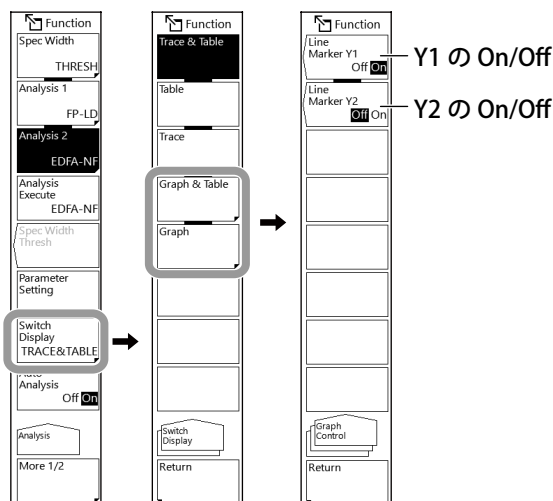 Function
Spec Width
THRESH
Analysis 1
FP-LD
Analysis 2
EDFA-NF
Analysis
Execute
EDFA-NF
Spec Width
Thresh
Parameter
Setting
Switch
Display
TRACE&TABLE
Auto
Analysis
Off On
Analysis
More 1/2
Function
Trace & Table
Table
Trace
Graph & Table
Graph
Switch
Display
Return
Function
Line
Marker Y1
Off On
Y1 の On/Off
Line
Marker Y2
Off On
Y2 の On/Off
Graph
Control
Return